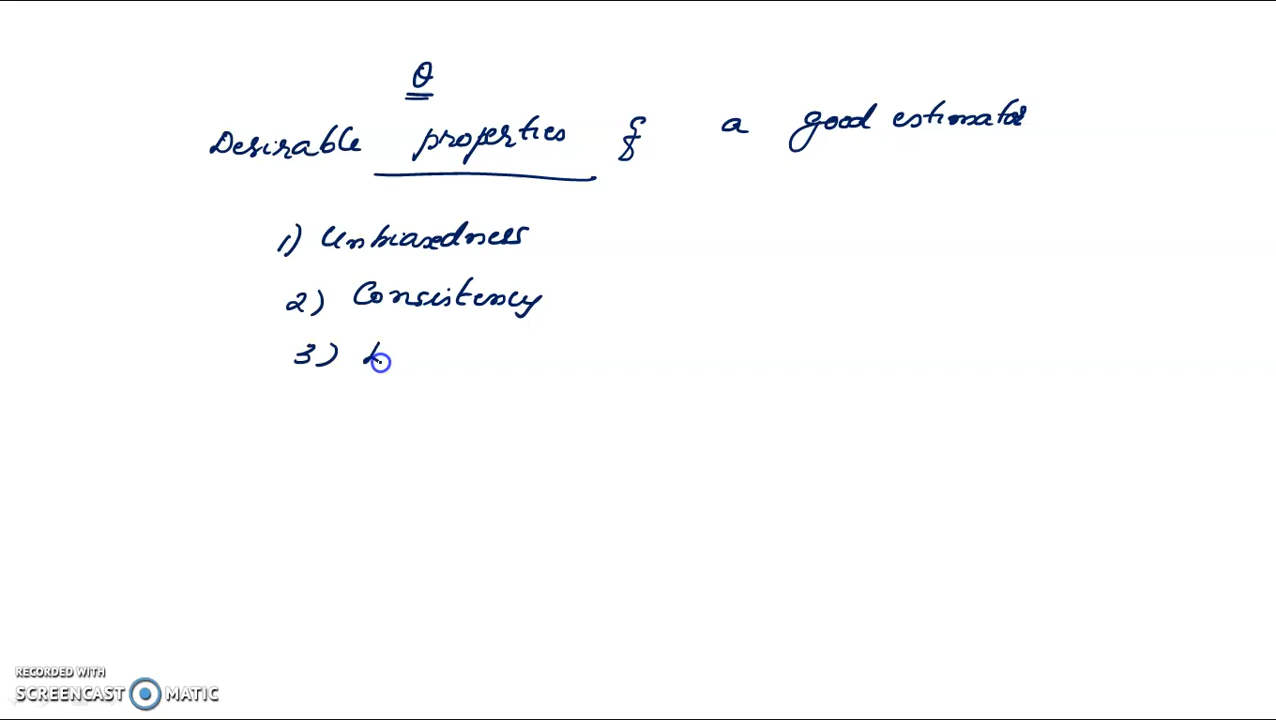 θ
Desirable properties of a good estimator
1) Unbiasedness
2) Consistency
3)
RECORDED WITH
SCREENCAST MATIC